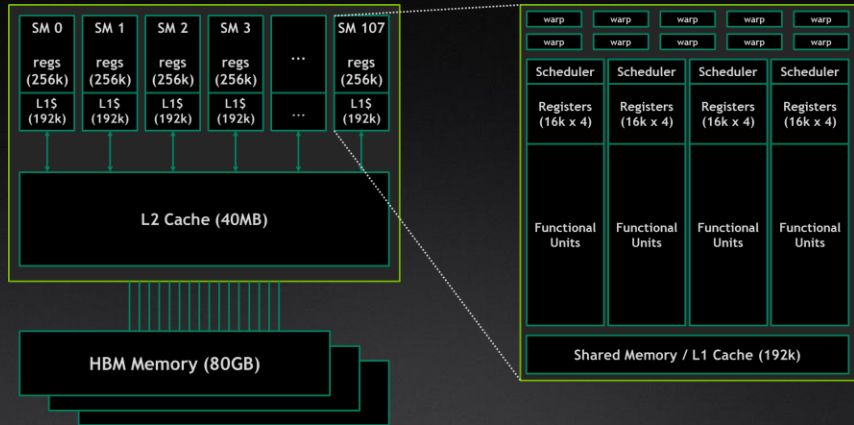 SM 0
regs
(256k)
L1$
(192k)
SM 1
regs
(256k)
L1$
(192k)
SM 2
regs
(256k)
L1$
(192k)
SM 3
regs
(256k)
L1$
(192k)
...
...
SM 107
regs
(256k)
L1$
(192k)
L2 Cache (40MB)
HBM Memory (80GB)
warp
warp
warp
warp
warp
warp
warp
warp
warp
warp
Scheduler
Registers
(16k x 4)
Functional
Units
Scheduler
Registers
(16k x 4)
Functional
Units
Scheduler
Registers
(16k x 4)
Functional
Units
Scheduler
Registers
(16k x 4)
Functional
Units
Shared Memory / L1 Cache (192k)